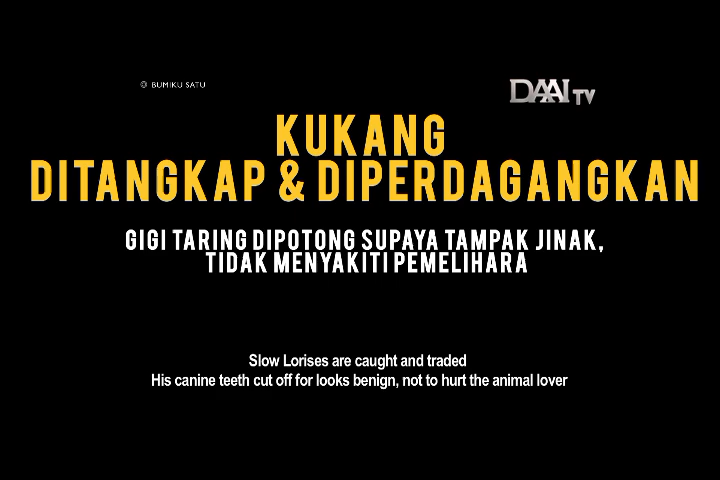 © BUMIKU SATU
DAAI TV
KUKANG
DITANGKAP & DIPERDAGANGKAN
GIGI TARING DIPOTONG SUPAYA TAMPAK JINAK,
TIDAK MENYAKITI PEMELIHARA
Slow Lorises are caught and traded
His canine teeth cut off for looks benign, not to hurt the animal lover